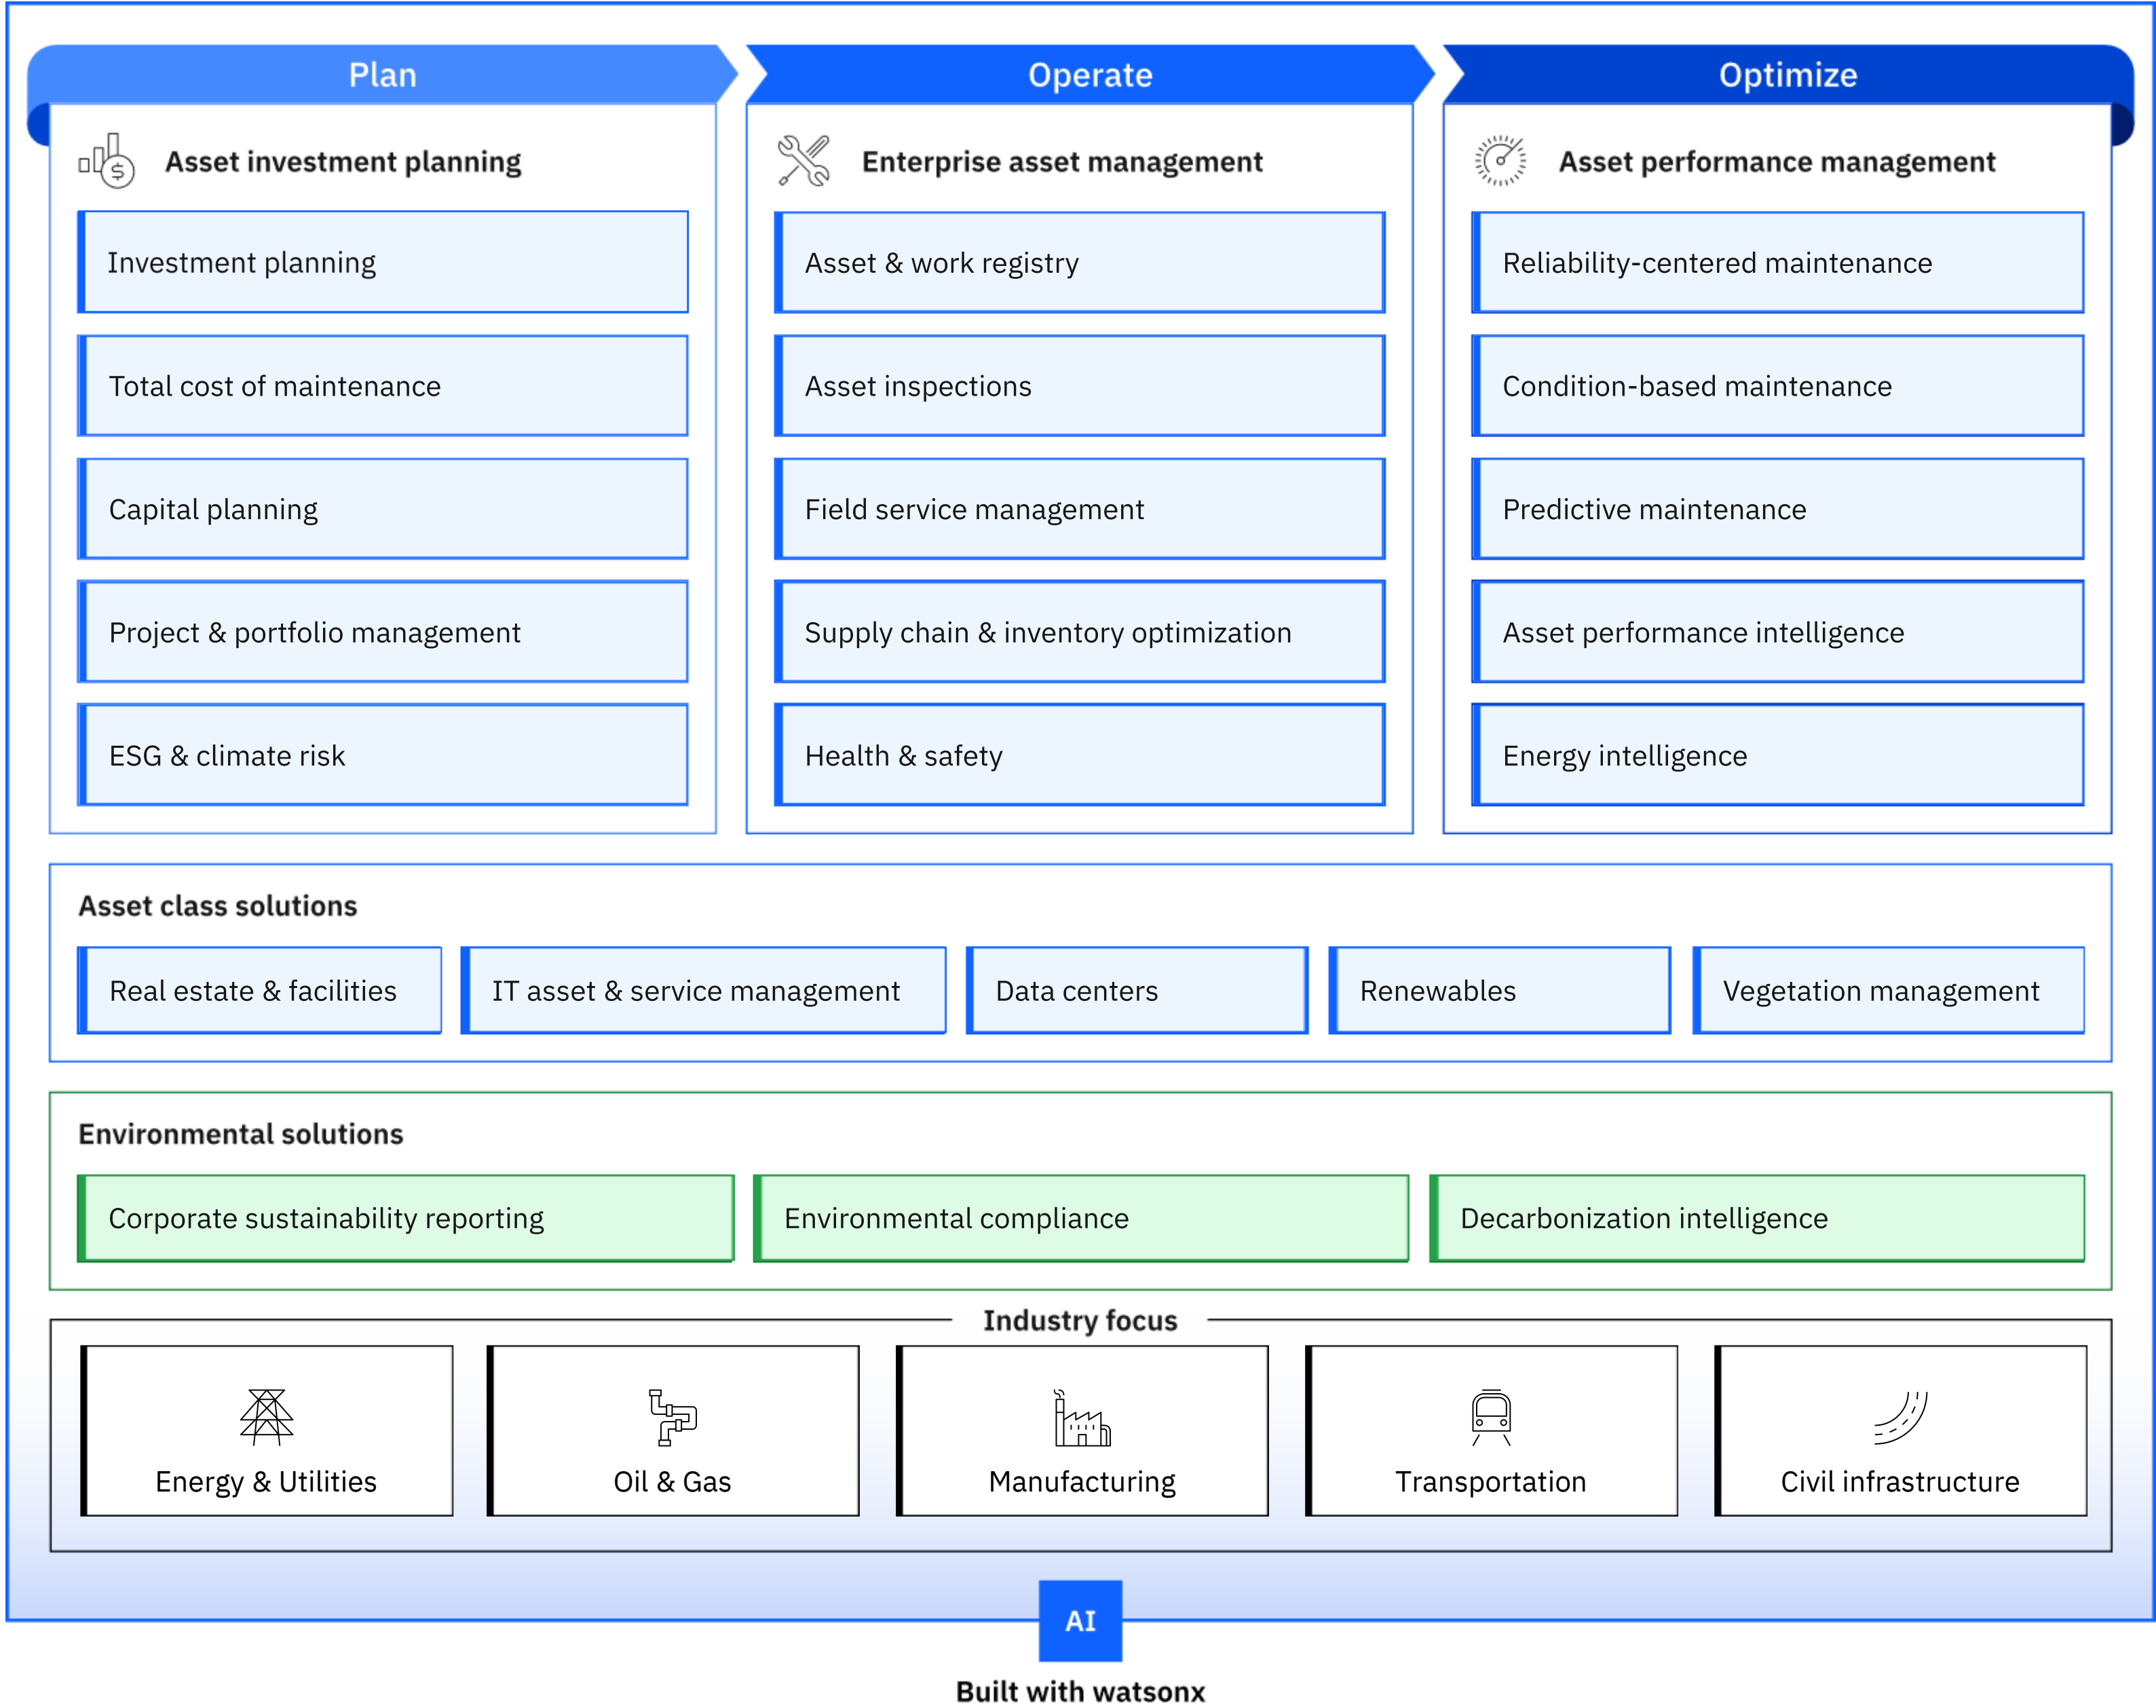 Plan
Operate
Optimize
Asset investment planning
Investment planning
Total cost of maintenance
Capital planning
Project & portfolio management
ESG & climate risk
Enterprise asset management
Asset & work registry
Asset inspections
Field service management
Supply chain & inventory optimization
Health & safety
Asset performance management
Reliability-centered maintenance
Condition-based maintenance
Predictive maintenance
Asset performance intelligence
Energy intelligence
Asset class solutions
Real estate & facilities
IT asset & service management
Data centers
Renewables
Vegetation management
Environmental solutions
Corporate sustainability reporting
Environmental compliance
Decarbonization intelligence
Industry focus
Energy & Utilities
Oil & Gas
Manufacturing
Transportation
Civil infrastructure
AI
Built with watsonx